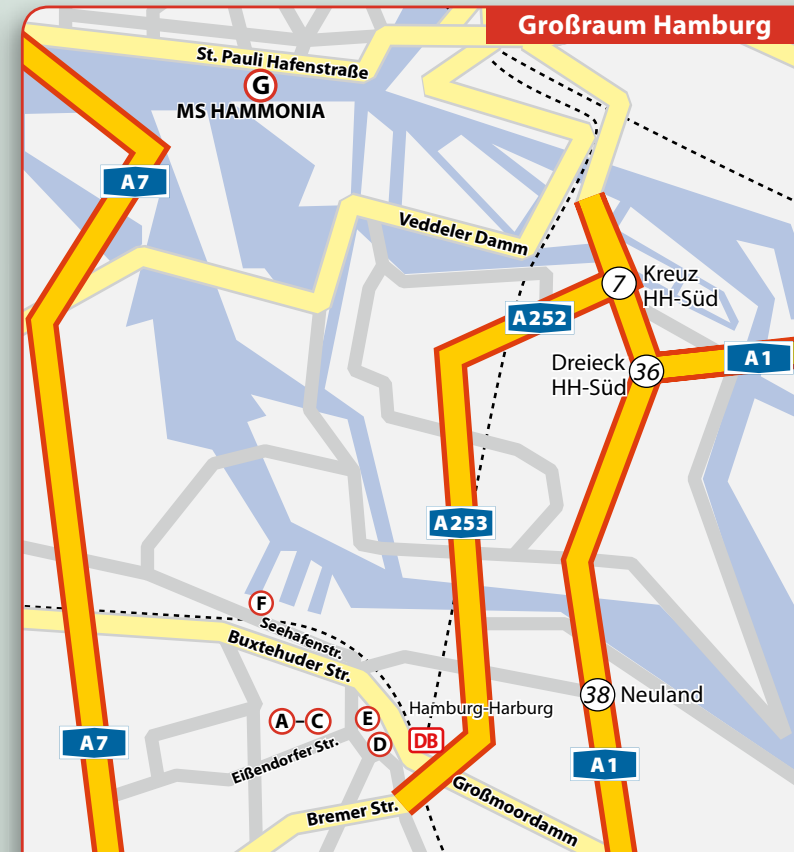 Großraum Hamburg
St. Pauli Hafenstraße
G
MS HAMMONIA
A7
Veddeler Damm
7
Kreuz
HH-Süd
A252
Dreieck
HH-Süd
36
A1
A253
F
Seehafenstr.
Buxtehuder Str.
38 Neuland
Hamburg-Harburg
A–C
E
D
DB
A7
Eißendorfer Str.
A1
Großmoordamm
Bremer Str.